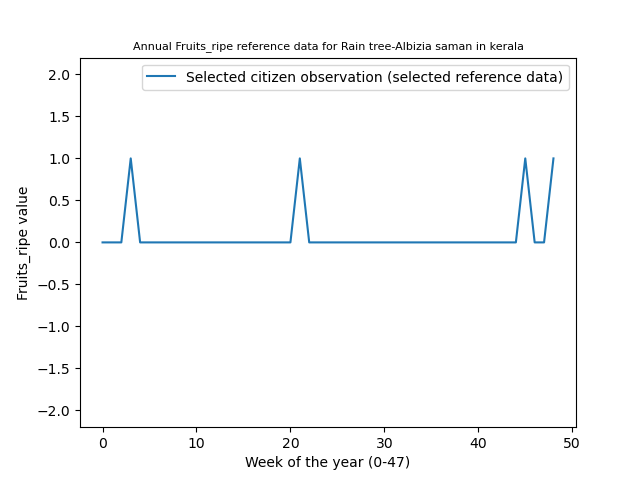 Annual Fruits_ripe reference data for Rain tree-Albizia saman in kerala
Selected citizen observation (selected reference data)
2.0
1.5
1.0
0.5
0.0
−0.5
−1.0
−1.5
−2.0
Fruits_ripe value
0 10 20 30 40 50
Week of the year (0-47)